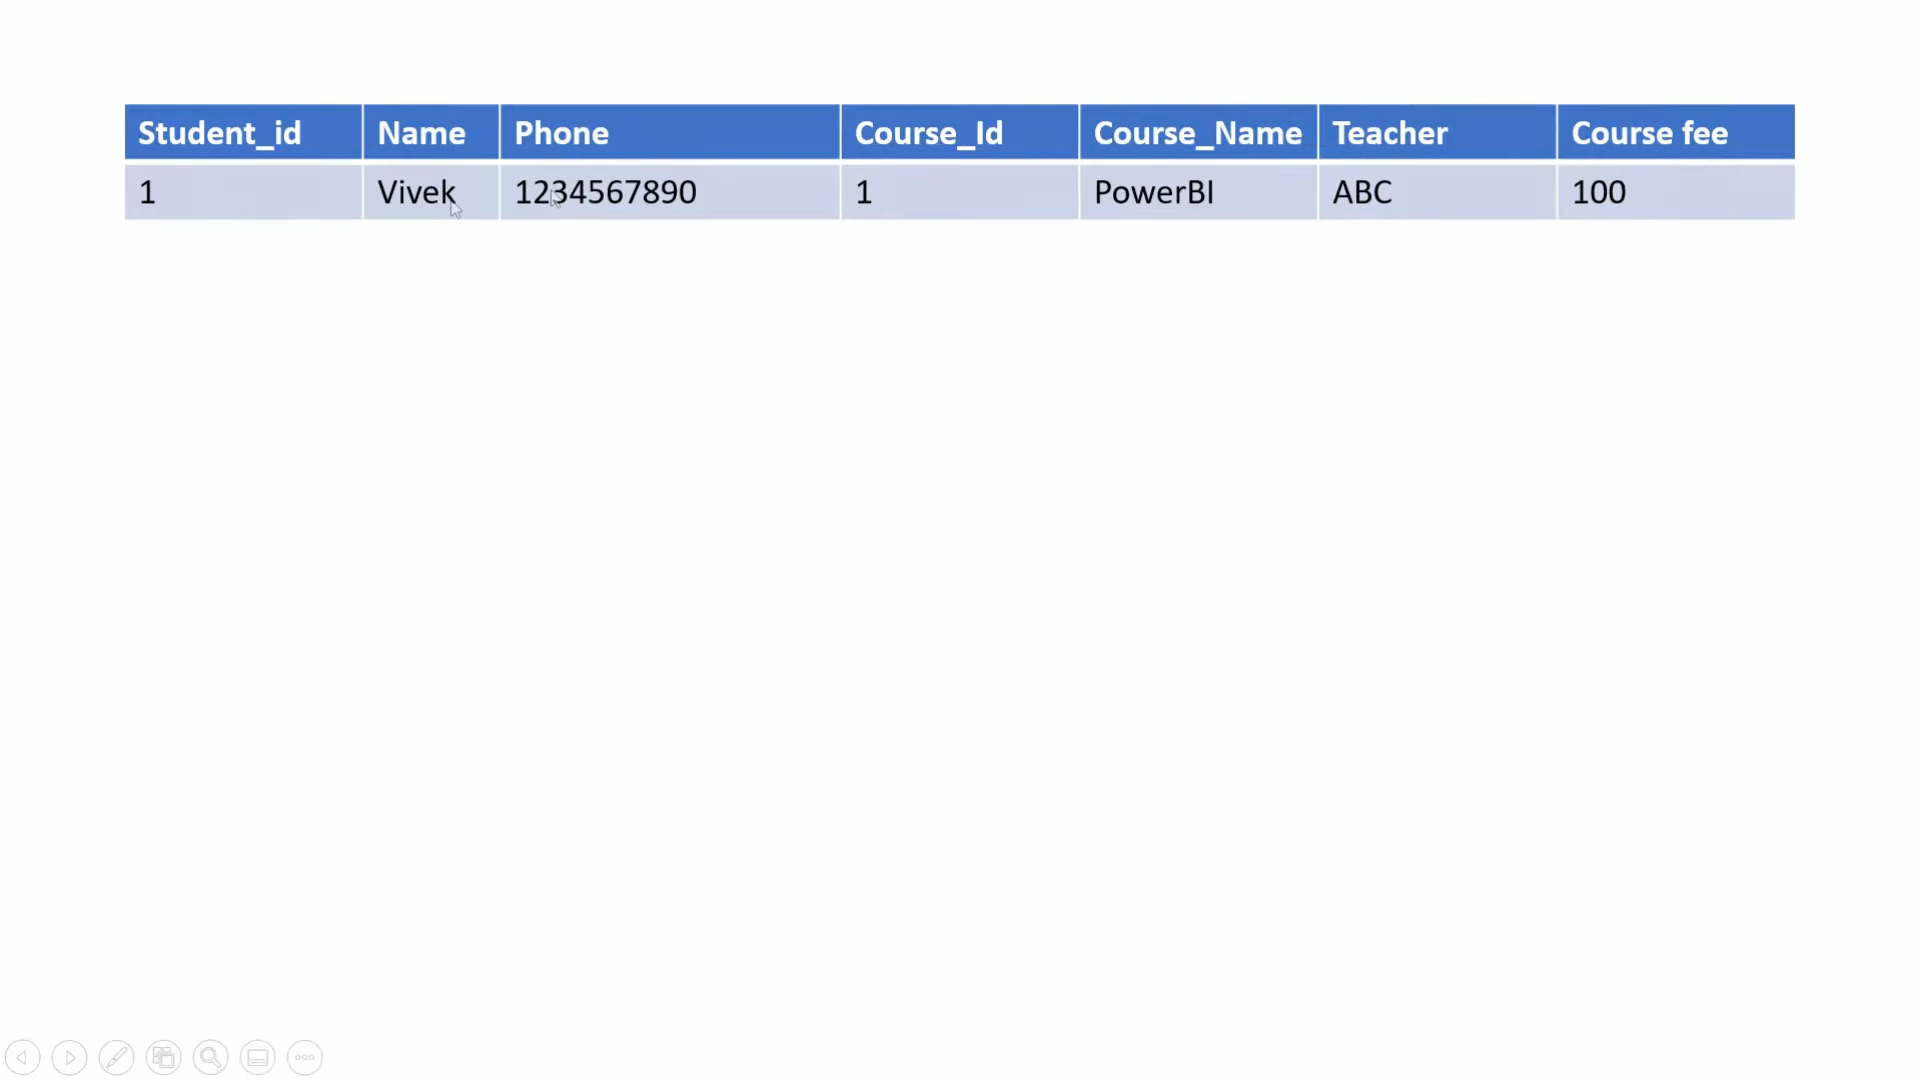 Student_id Name Phone Course_Id Course_Name Teacher Course fee
1 Vivek 1234567890 1 PowerBI ABC 100